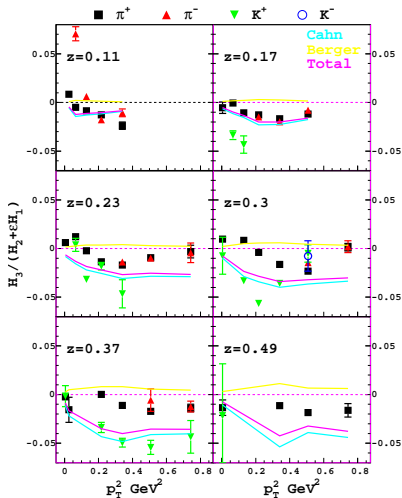 π+ π- K+ K-
Cahn
Berger
Total
z=0.11 z=0.17
0.05
0
-0.05
z=0.23 z=0.3
0.05
0
-0.05
H3/(H2+εH1)
z=0.37 z=0.49
0.05
0
-0.05
0 0.2 0.4 0.6 0.8 0 0.2 0.4 0.6 0.8
pT2 GeV2 pT2 GeV2